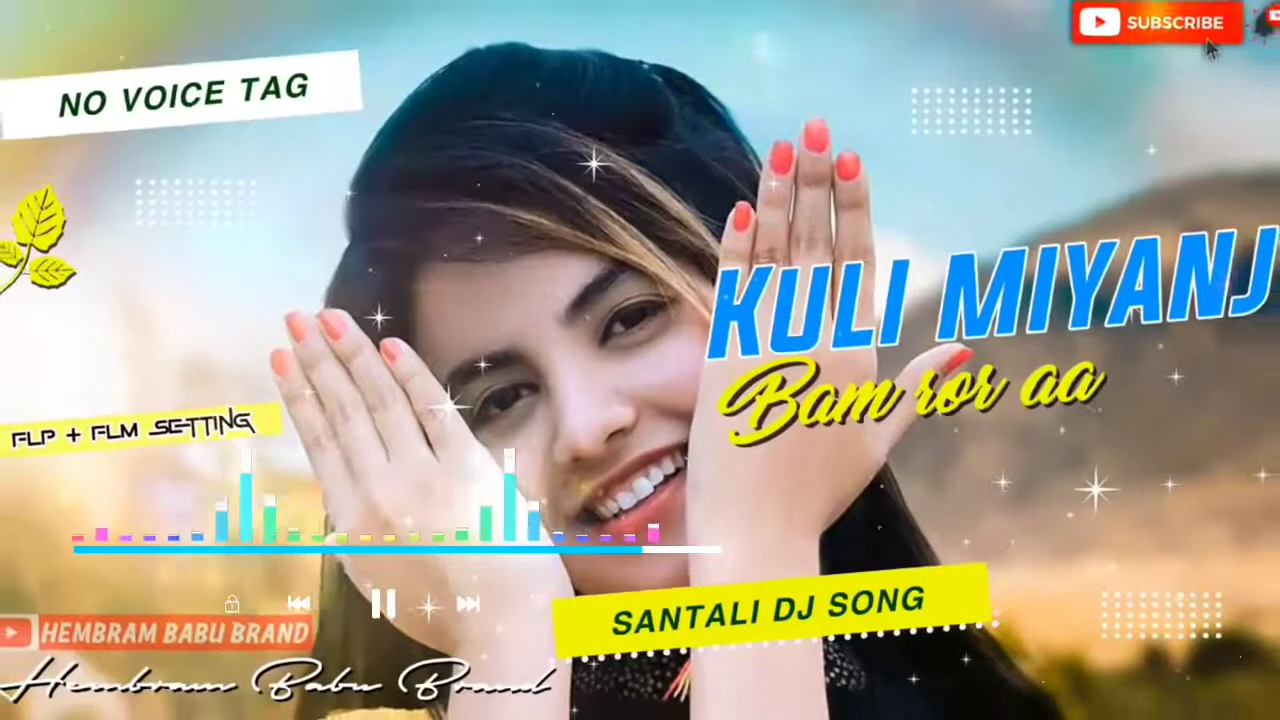 SUBSCRIBE
NO VOICE TAG
KULI MIYANJ
Bam ror aa
FLP + FLM SETTING
SANTALI DJ SONG
HEMBRAM BABU BRAND
Hembram Babu Brand